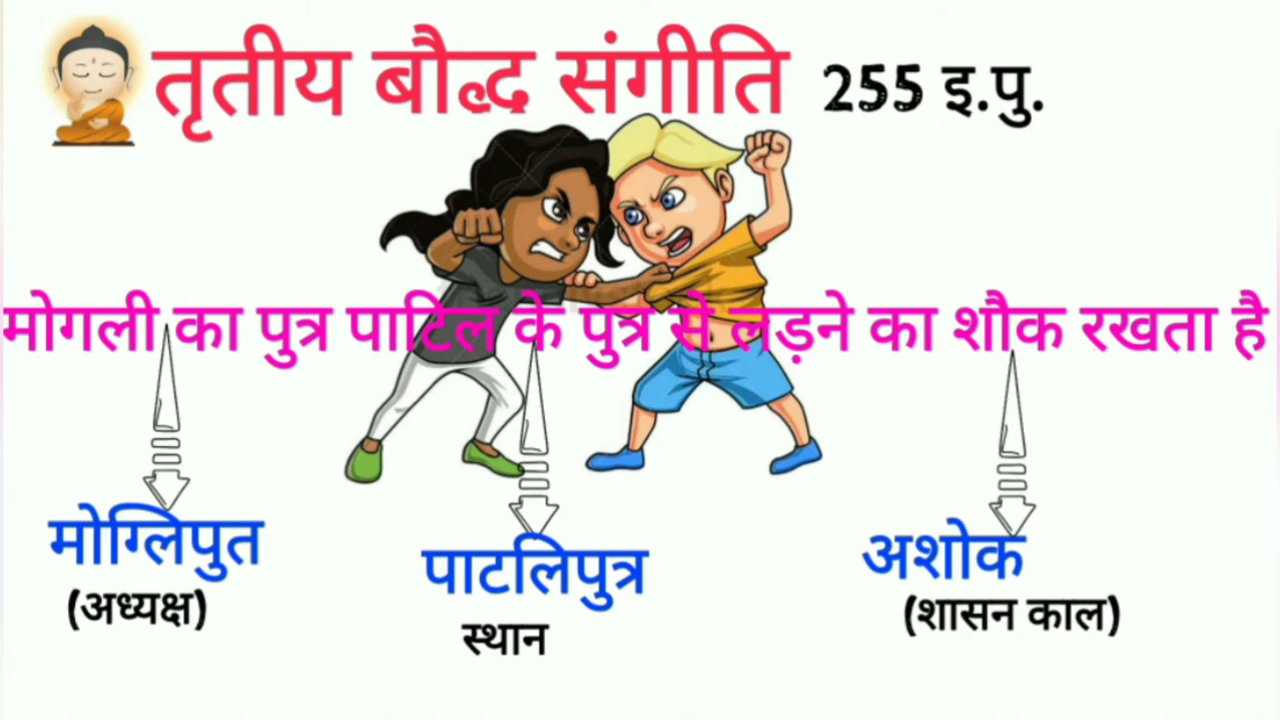 तृतीय बौद्ध संगीति 255 इ.पु.
मोगली का पुत्र पाटिल के पुत्र से लड़ने का शौक रखता है
मोग्लिपुत पाटलिपुत्र अशोक
(अध्यक्ष) स्थान (शासन काल)